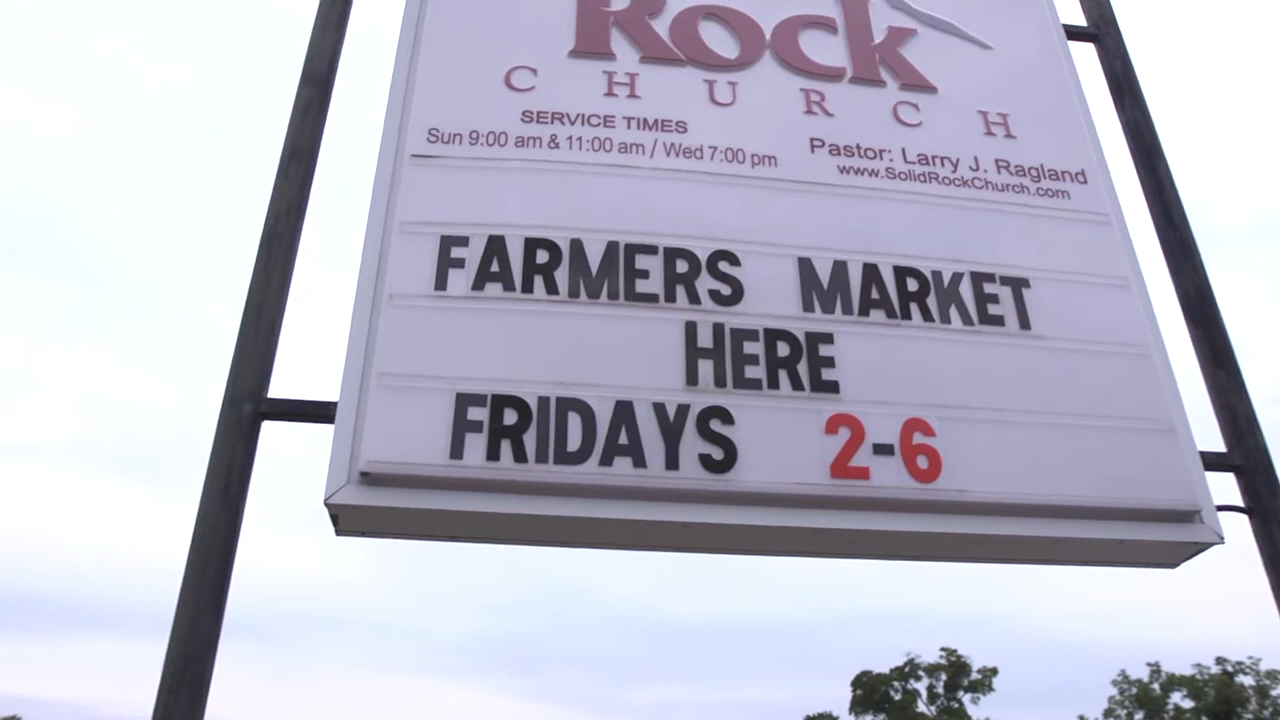 Rock
CHURCH
SERVICE TIMES
Sun 9:00 am & 11:00 am / Wed 7:00 pm
Pastor: Larry J. Ragland
www.SolidRockChurch.com
FARMERS MARKET
HERE
FRIDAYS 2-6